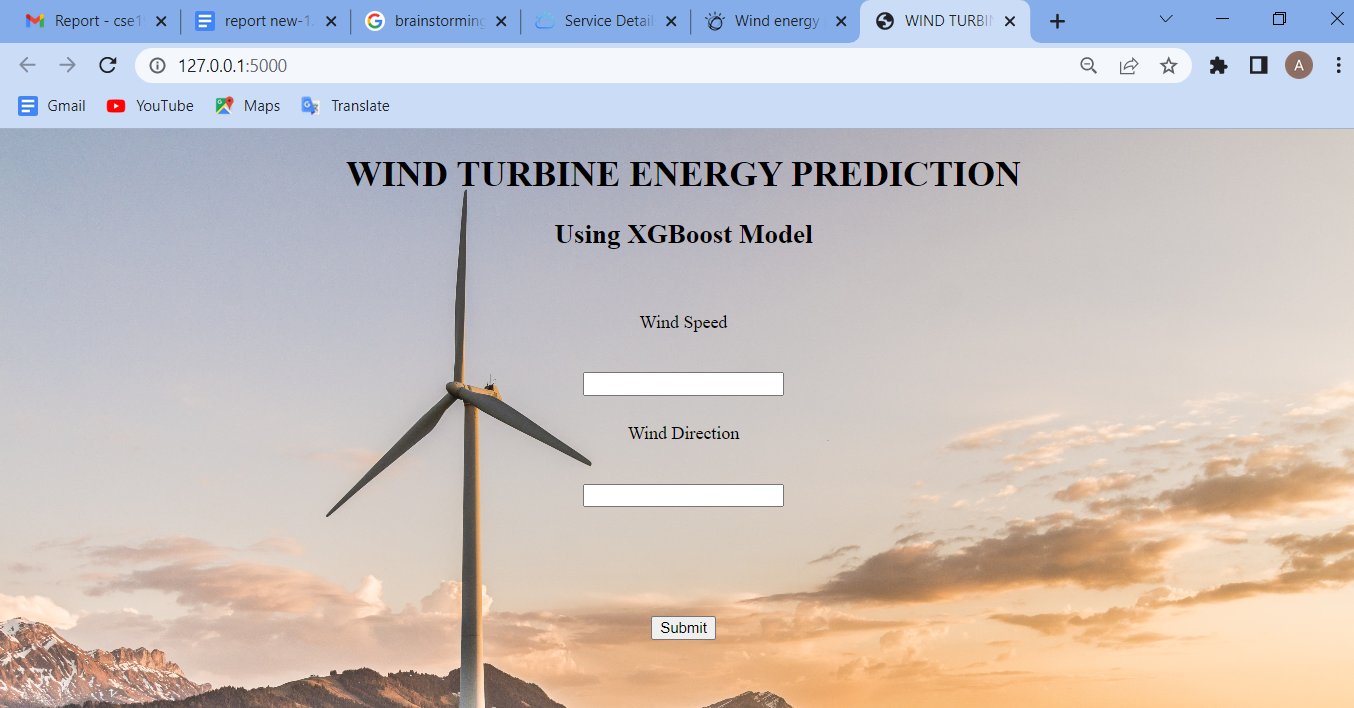 Report - cse1
report new-1.
brainstorming
Service Detail
Wind energy
WIND TURBIN
127.0.0.1:5000
A
Gmail
YouTube
Maps
Translate
WIND TURBINE ENERGY PREDICTION
Using XGBoost Model
Wind Speed
Wind Direction
Submit